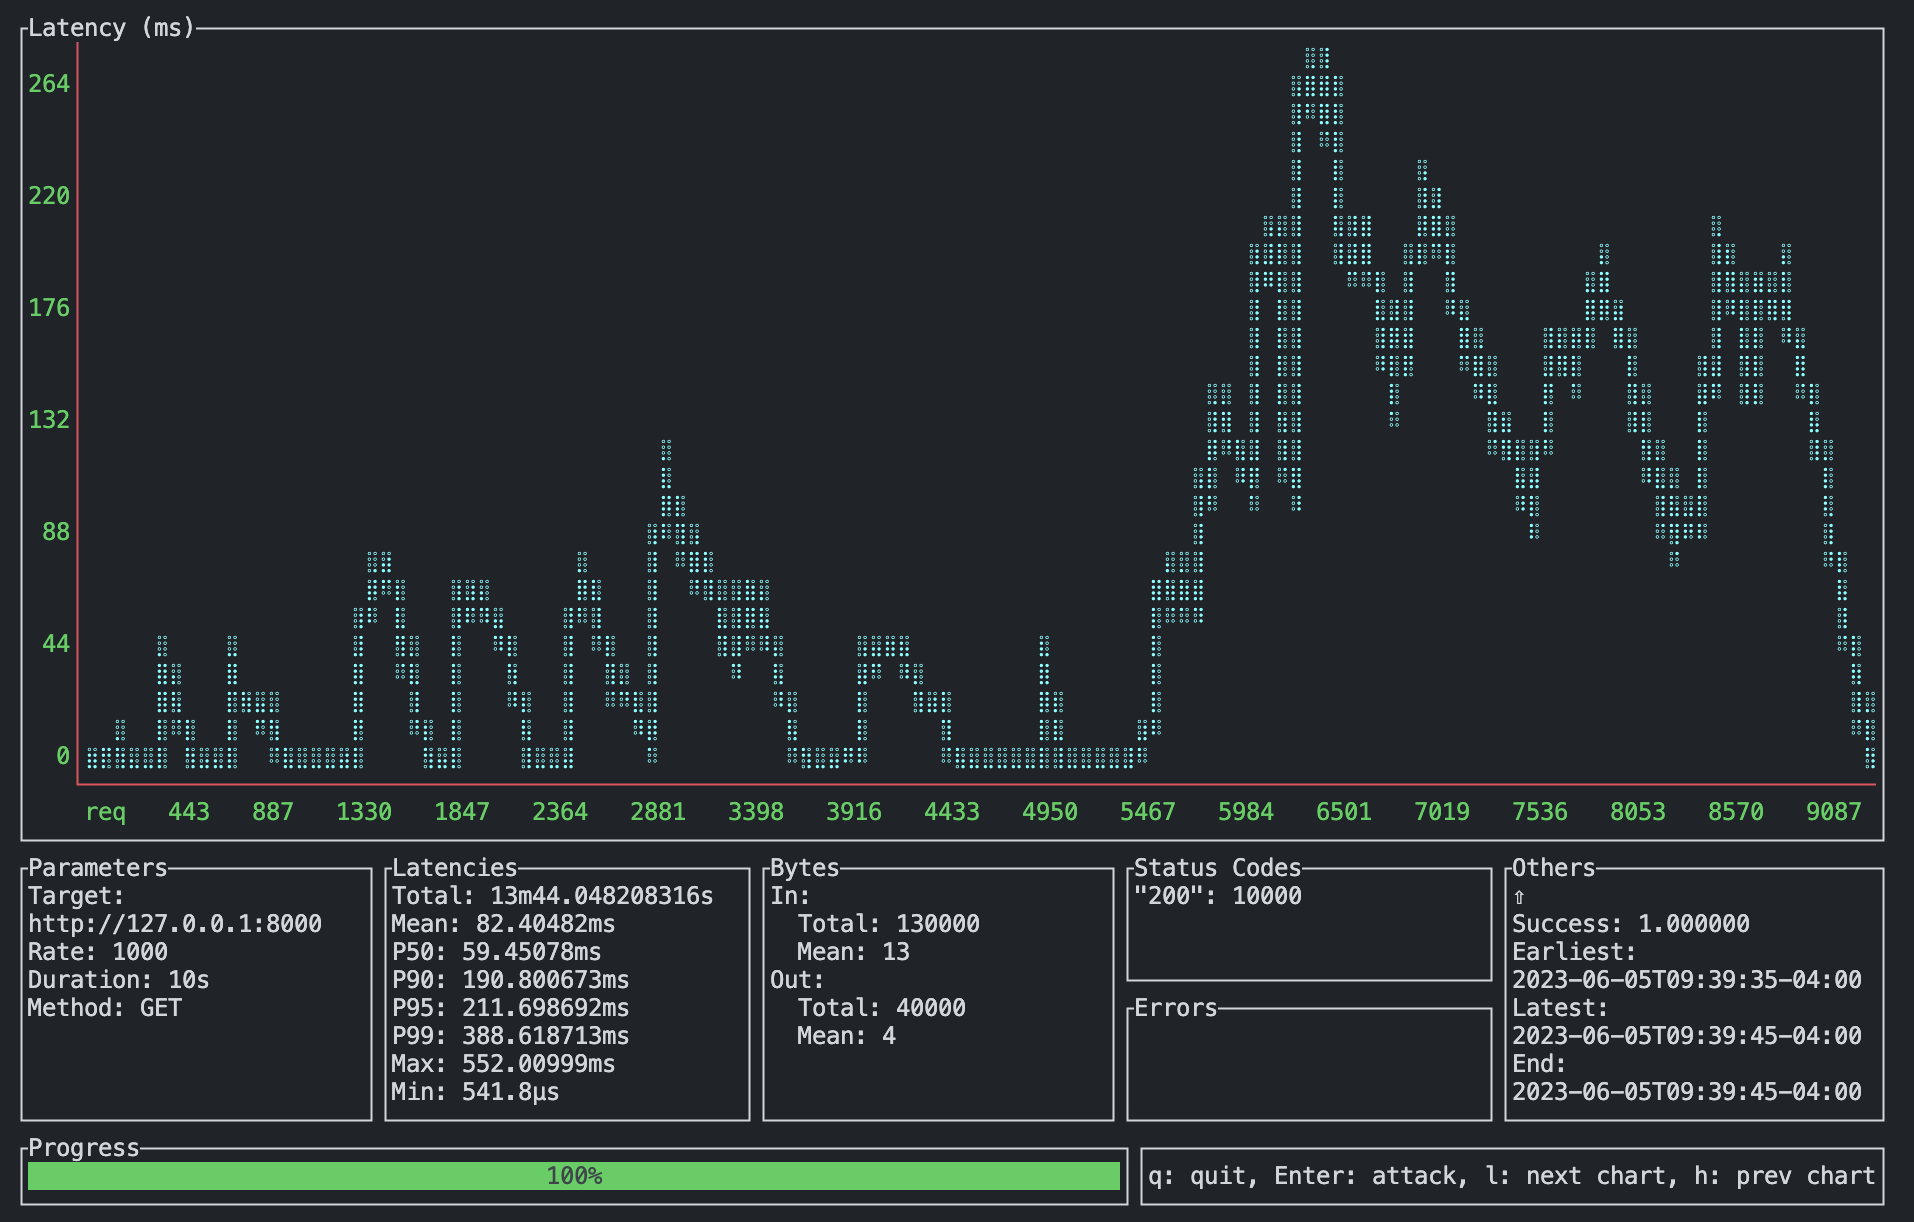 Latency (ms)
264
220
176
132
88
44
0
req 443 887 1330 1847 2364 2881 3398 3916 4433 4950 5467 5984 6501 7019 7536 8053 8570 9087
Parameters
Target:
http://127.0.0.1:8000
Rate: 1000
Duration: 10s
Method: GET
Latencies
Total: 13m44.048208316s
Mean: 82.40482ms
P50: 59.45078ms
P90: 190.800673ms
P95: 211.698692ms
P99: 388.618713ms
Max: 552.00999ms
Min: 541.8µs
Bytes
In:
Total: 130000
Mean: 13
Out:
Total: 40000
Mean: 4
Status Codes
"200": 10000
Errors
Others
⇧
Success: 1.000000
Earliest:
2023-06-05T09:39:35-04:00
Latest:
2023-06-05T09:39:45-04:00
End:
2023-06-05T09:39:45-04:00
Progress
100%
q: quit, Enter: attack, l: next chart, h: prev chart